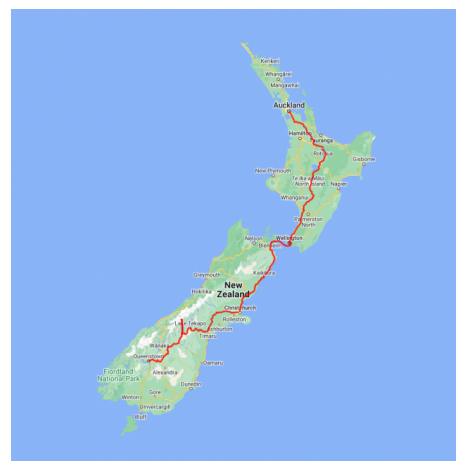 Kerikeri
Whangārei
Mangawhai
Auckland
Hamilton
Tauranga
Rotorua
Gisborne
New Plymouth
Te Ika-a-Māui
North Island
Napier
Whanganui
Palmerston
North
Nelson
Wellington
Blenheim
Greymouth
Kaikōura
Hokitika
New
Zealand
Christchurch
Rolleston
Lake Tekapo
Ashburton
Timaru
Wānaka
Oamaru
Queenstown
Fiordland
National Park
Alexandra
Dunedin
Gore
Winton
Invercargill
Bluff